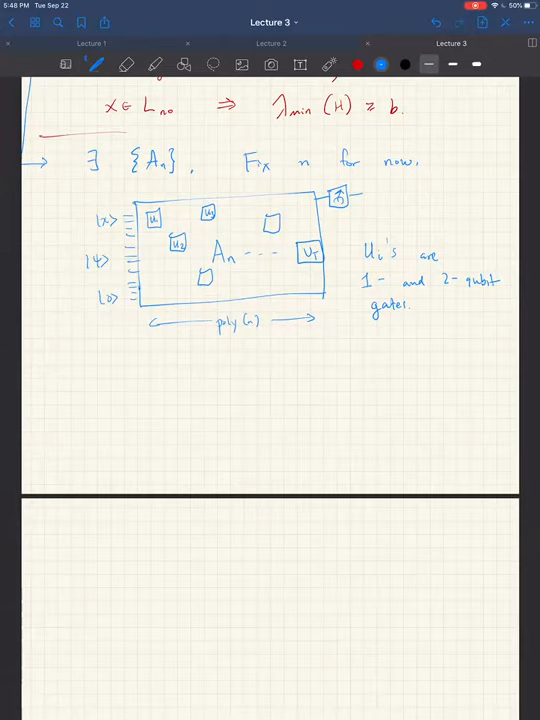 5:48 PM Tue Sep 22
50%
Lecture 3
Lecture 1
Lecture 2
Lecture 3
x ∈ L_no ⇒ λ_min (H) ≥ b.
→ ∃ {A_n}. Fix n for now.
|x⟩ U_1 U_3
U_2
|ψ⟩ A_n - - - U_T
|0⟩
poly(n)
U_i's are
1- and 2-qubit
gates.